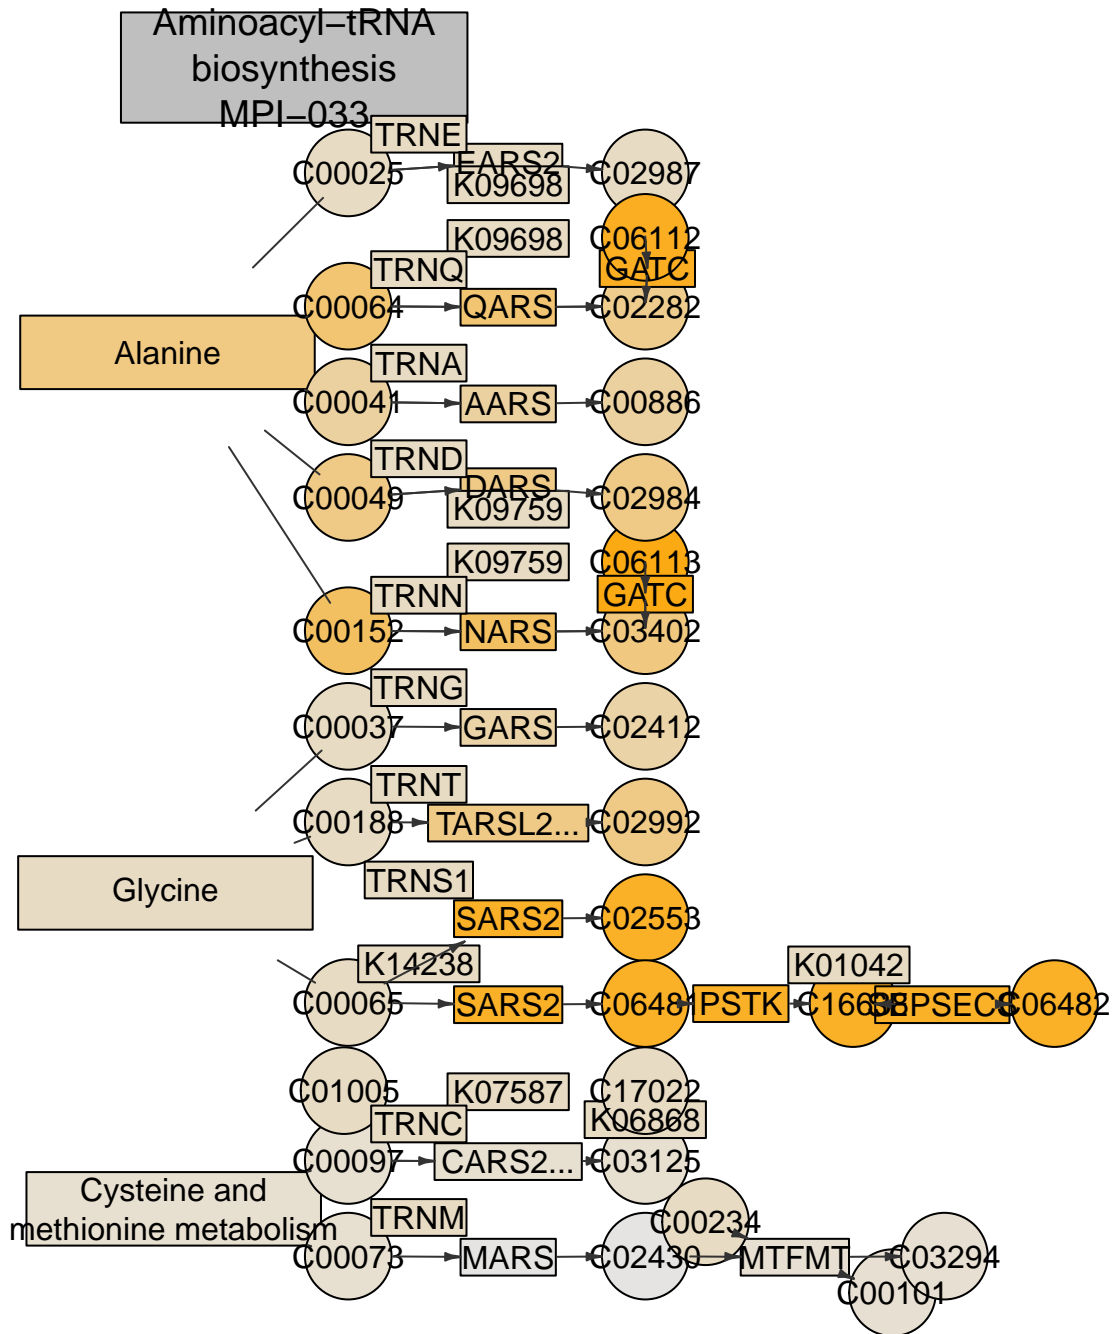 Aminoacyl−tRNA
biosynthesis
MPI−033
TRNE
C00025
EARS2
K09698
C02987
K09698
C06112
TRNQ
GATC
C00064
QARS
C02282
Alanine
TRNA
C00041
AARS
C00886
TRND
C00049
DARS
K09759
C02984
K09759
C06113
TRNN
GATC
C00152
NARS
C03402
TRNG
C00037
GARS
C02412
TRNT
C00188
TARSL2...
C02992
Glycine
TRNS1
SARS2
C02553
K14238
K01042
C00065
SARS2
C06481
PSTK
SEPSECS
C06482
C01005
K07587
C17022
TRNC
K06868
C00097
CARS2...
C03125
Cysteine and
methionine metabolism
TRNM
C00234
C00073
MARS
C02430
MTFMT
C03294
C00101